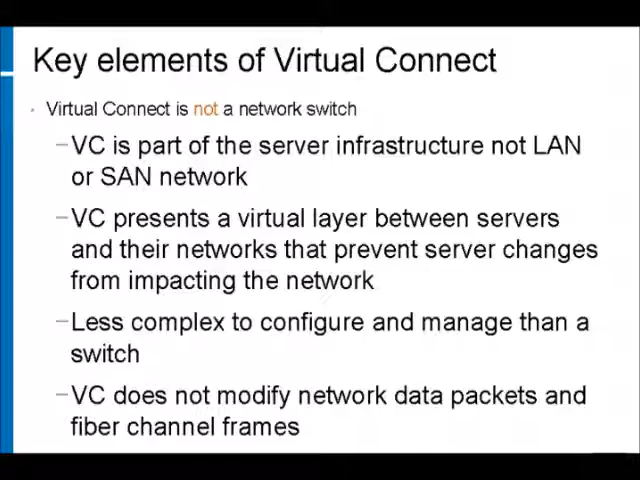 Key elements of Virtual Connect
- Virtual Connect is not a network switch
–VC is part of the server infrastructure not LAN
or SAN network
–VC presents a virtual layer between servers
and their networks that prevent server changes
from impacting the network
–Less complex to configure and manage than a
switch
–VC does not modify network data packets and
fiber channel frames